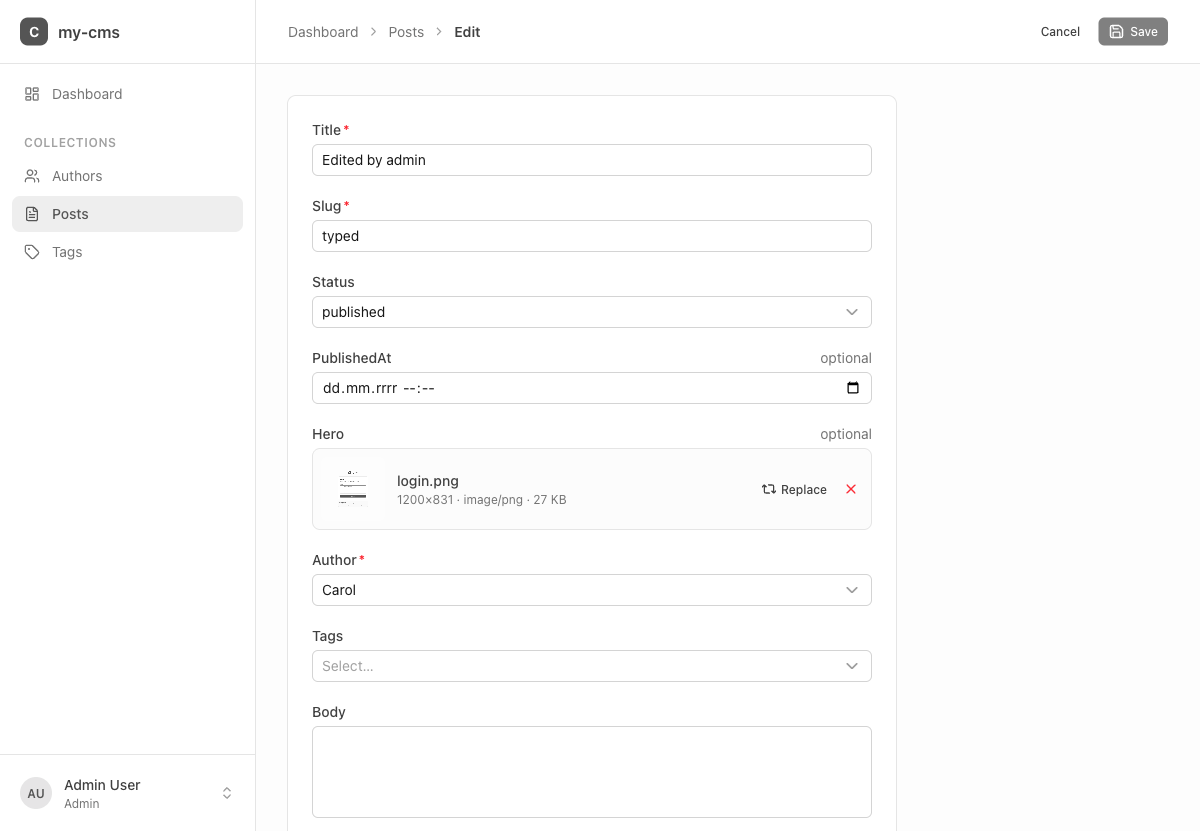 C my-cms
Dashboard > Posts > Edit
Cancel
Save
Dashboard
COLLECTIONS
Authors
Posts
Tags
Title*
Edited by admin
Slug*
typed
Status
published
PublishedAt optional
dd.mm.rrrr --:--
Hero optional
login.png
1200×831 · image/png · 27 KB
Replace
Author*
Carol
Tags
Select...
Body
AU
Admin User
Admin